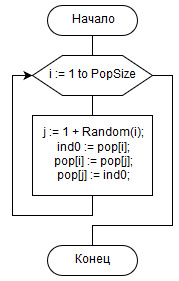 Начало
i := 1 to PopSize
j := 1 + Random(i);
ind0 := pop[i];
pop[i] := pop[j];
pop[j] := ind0;
Конец